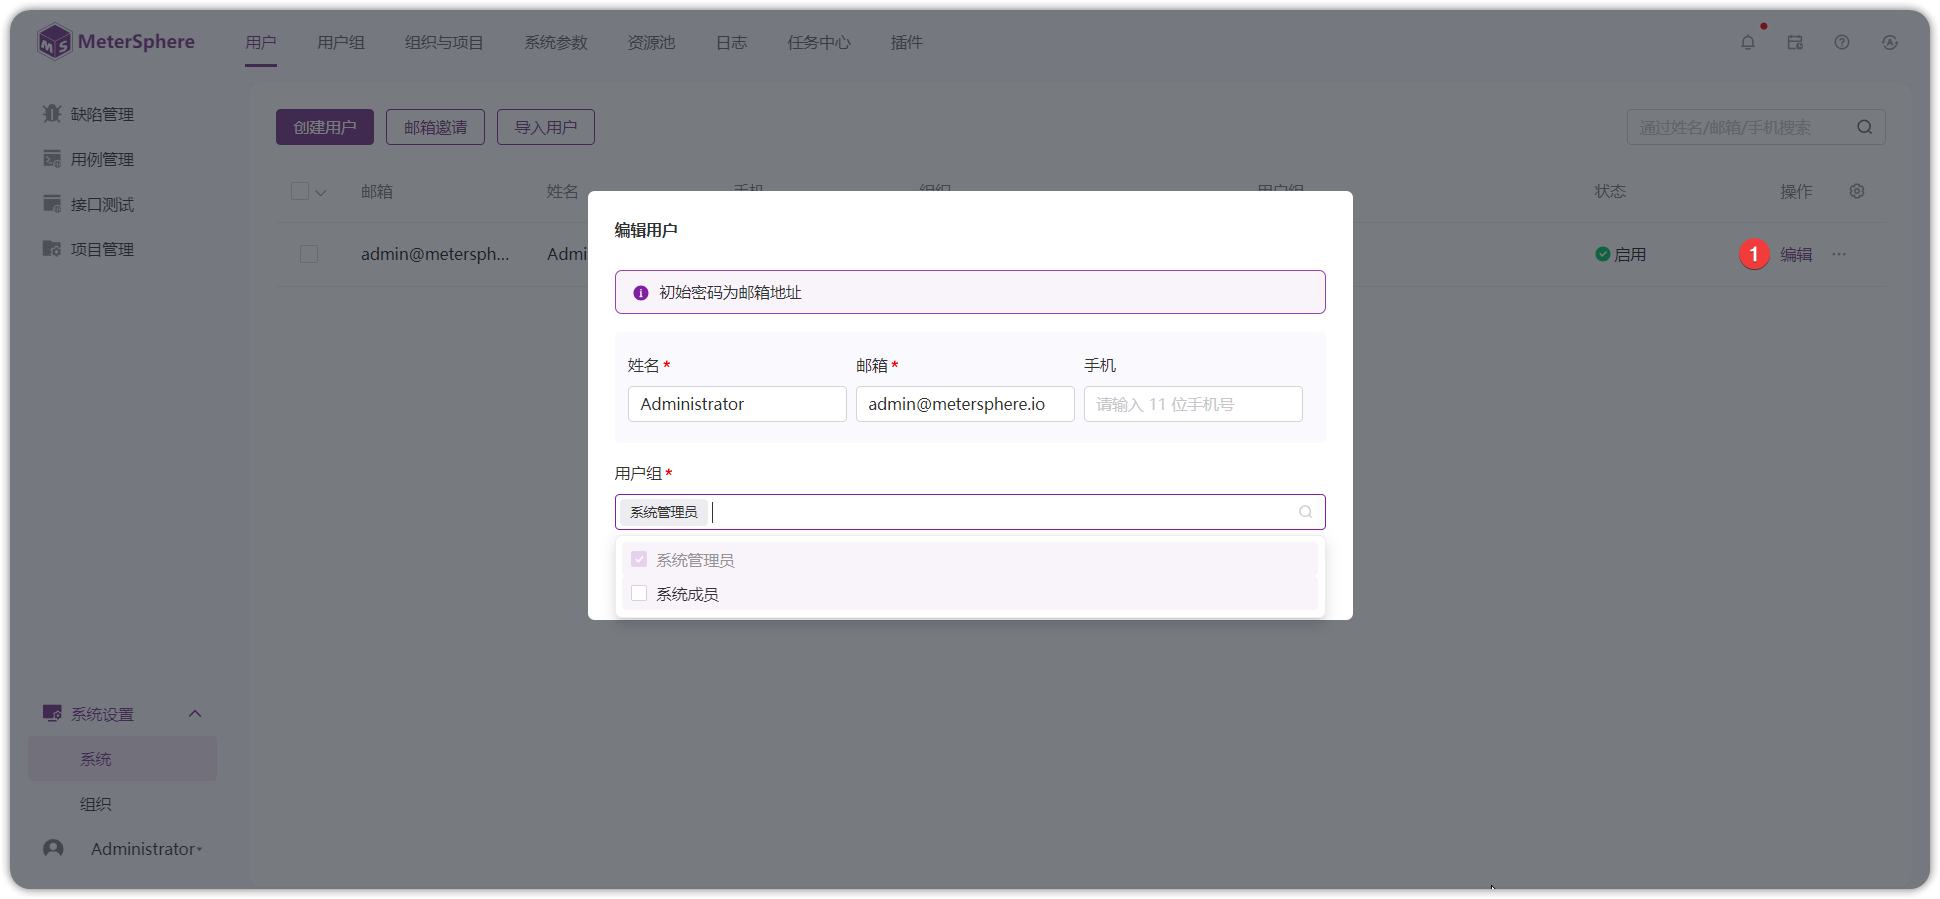 MeterSphere
用户 用户组 组织与项目 系统参数 资源池 日志 任务中心 插件
缺陷管理
用例管理
接口测试
项目管理
创建用户 邮箱邀请 导入用户 通过姓名/邮箱/手机搜索
邮箱 姓名 手机 组织 用户组 状态 操作
admin@metersph... Admi 启用 1 编辑 ···
编辑用户
初始密码为邮箱地址
姓名* 邮箱* 手机
Administrator admin@metersphere.io 请输入 11 位手机号
用户组*
系统管理员
系统管理员
系统成员
系统设置
系统
组织
Administrator